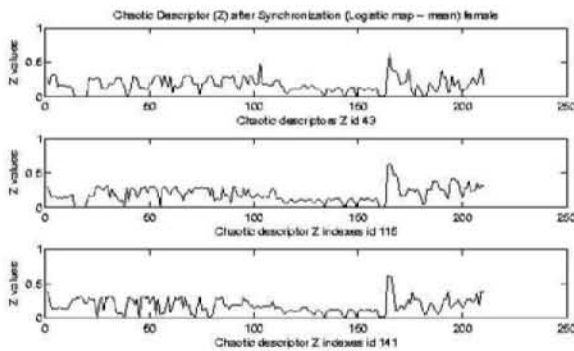 Chaotic Descriptor (Z) after Synchronization (Logistic map - mean) female
1
0.5
0
Z values
0 50 100 150 200 250
Chaotic descriptors Z id 43
1
0.5
0
Z values
0 50 100 150 200 250
Chaotic descriptor Z indexes id 115
1
0.5
0
Z values
0 50 100 150 200 250
Chaotic descriptor Z indexes id 141